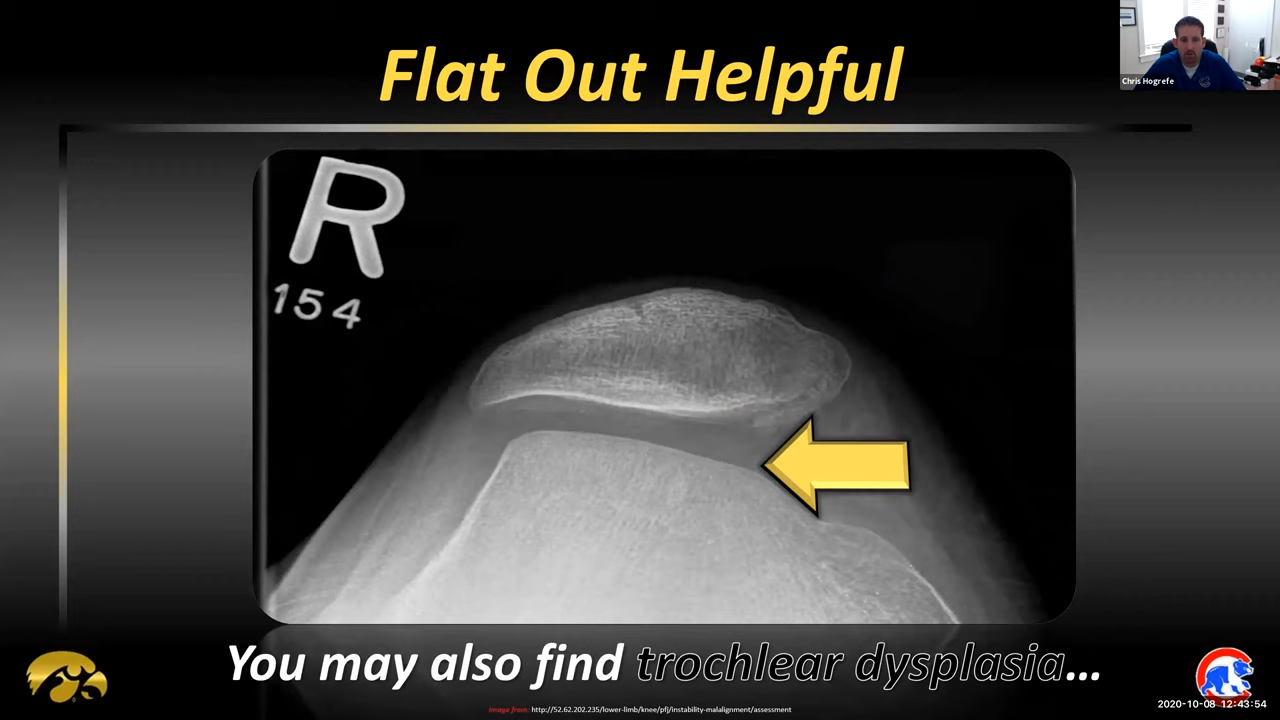 Flat Out Helpful
Chris Hogrefe
R
154
You may also find trochlear dysplasia...
Image from: http://52.62.202.235/lower-limb/knee/pfj/instability-malalignment/assessment
2020-10-08 12:43:54